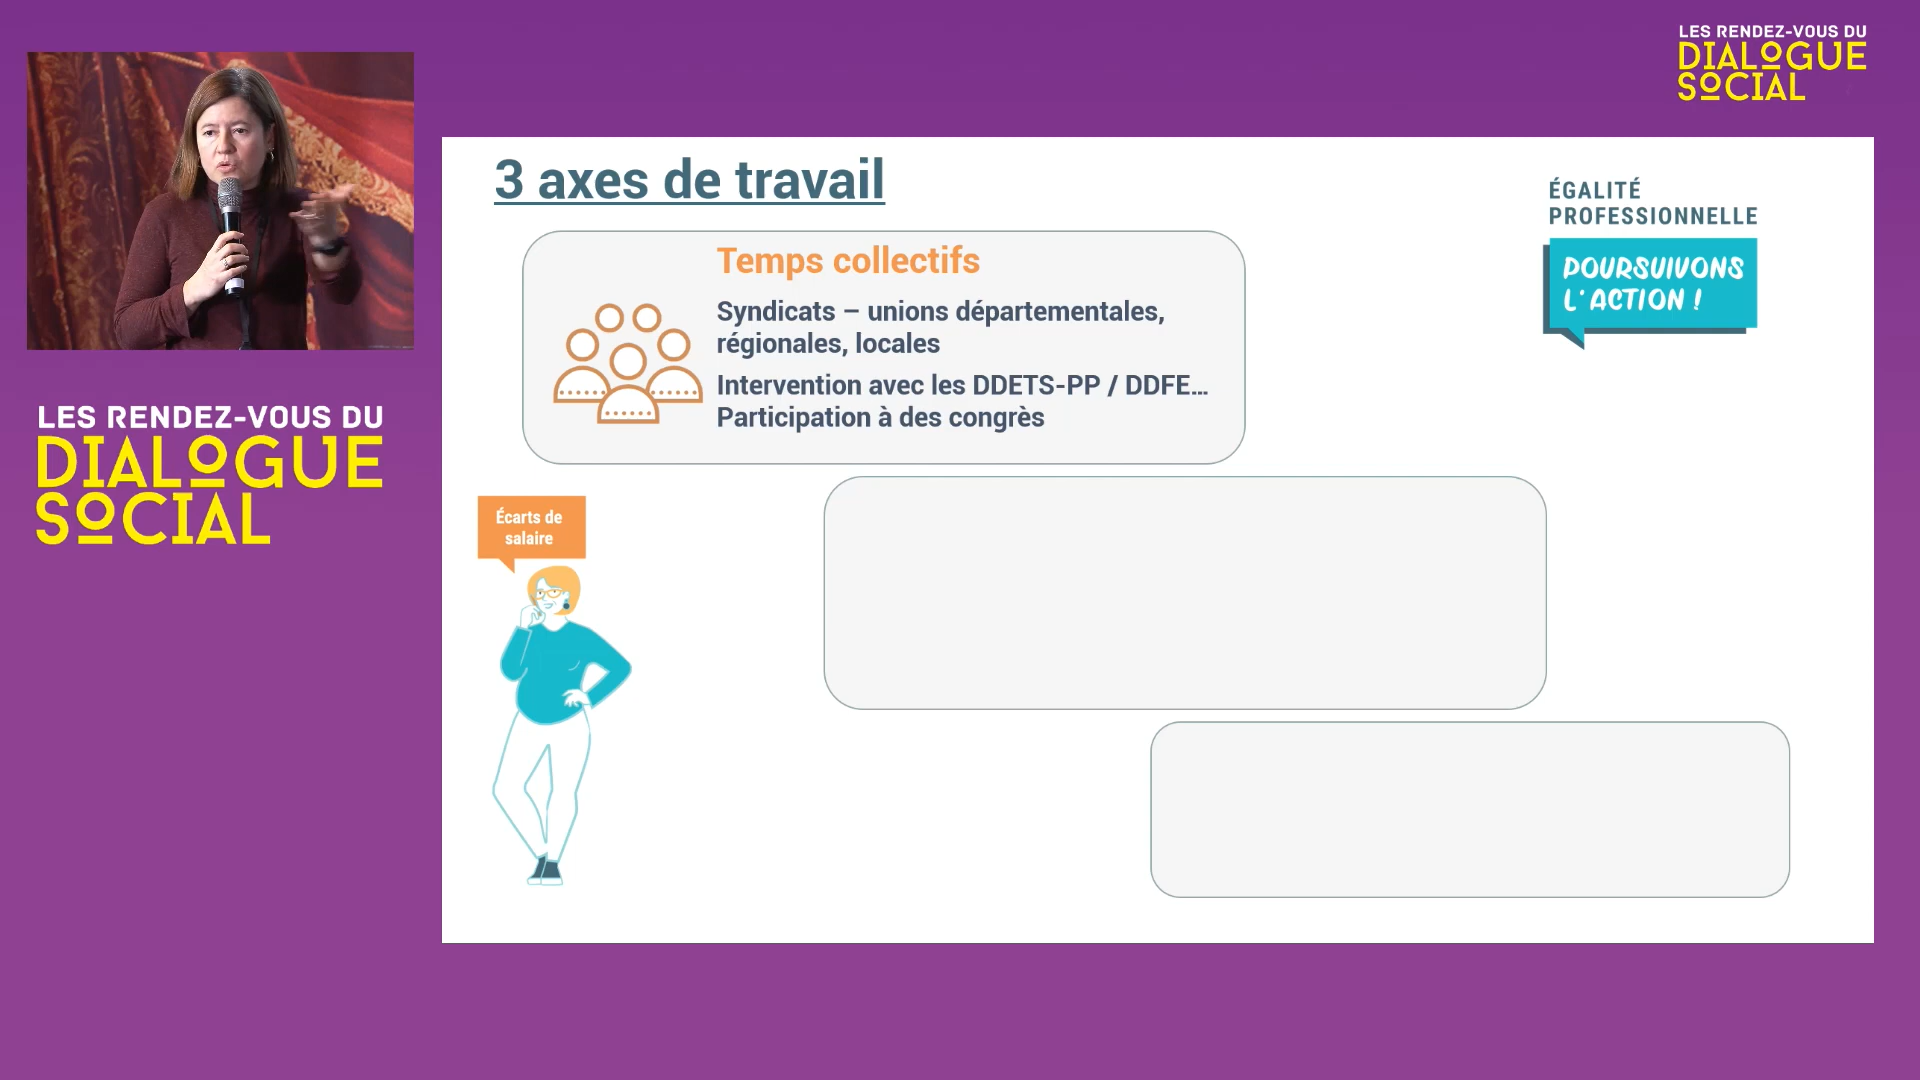 LES RENDEZ-VOUS DU
DIALOGUE
SOCIAL
3 axes de travail
ÉGALITÉ
PROFESSIONNELLE
POURSUIVONS
L'ACTION !
Temps collectifs
Syndicats – unions départementales,
régionales, locales
Intervention avec les DDETS-PP / DDFE...
Participation à des congrès
LES RENDEZ-VOUS DU
DIALOGUE
SOCIAL
Écarts de
salaire